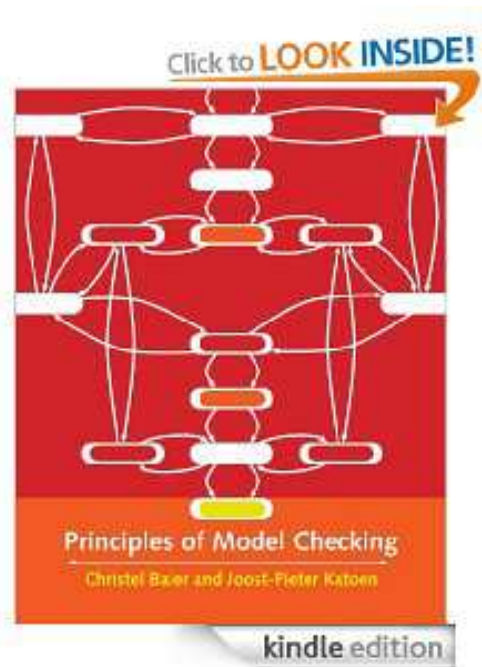 Click to LOOK INSIDE!
Principles of Model Checking
Christel Baier and Joost-Pieter Katoen
kindle edition